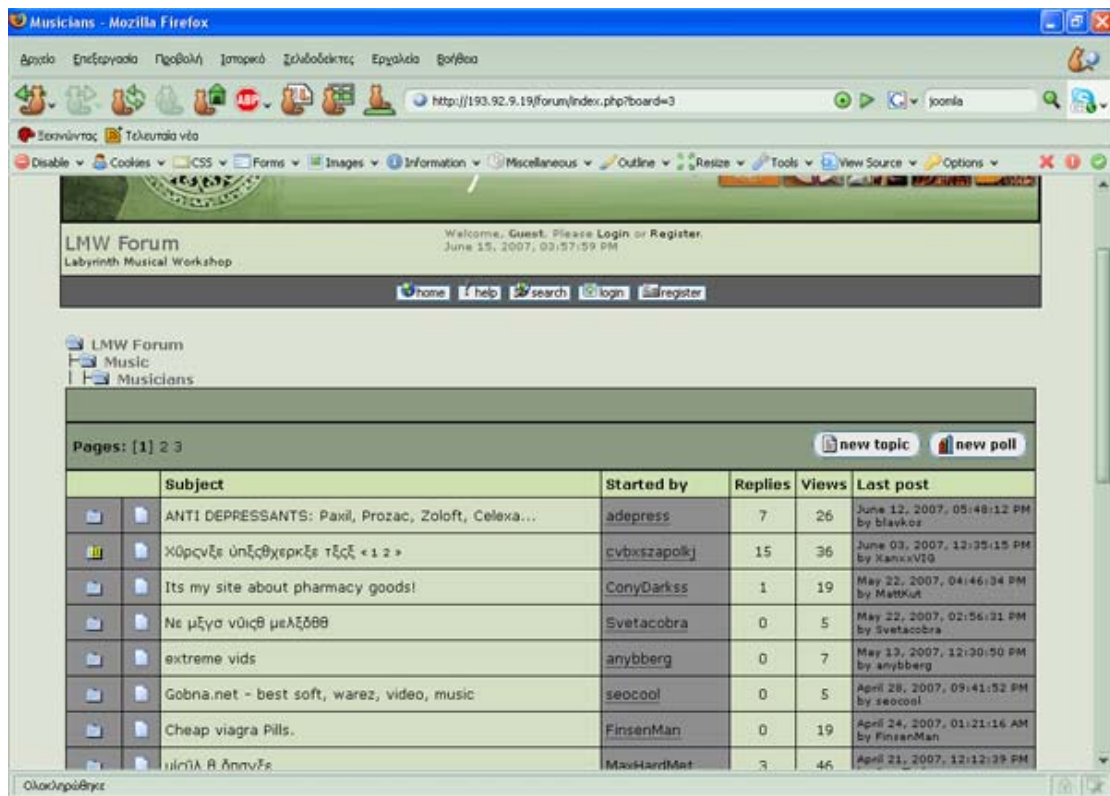 Musicians - Mozilla Firefox
Αρχείο Επεξεργασία Προβολή Ιστορικό Σελιδοδείκτες Εργαλεία Βοήθεια
ABP http://193.92.9.19/forum/index.php?board=3 joomla
Ξεκινώντας Τελευταία νέα
Disable Cookies CSS Forms Images Information Miscellaneous Outline Resize Tools View Source Options
LMW Forum
Labyrinth Musical Workshop
Welcome, Guest. Please Login or Register.
June 15, 2007, 03:57:59 PM
home help search login register
LMW Forum
Music
Musicians
Pages: [1] 2 3 new topic new poll
Subject Started by Replies Views Last post
ANTI DEPRESSANTS: Paxil, Prozac, Zoloft, Celexa... adepress 7 26 June 12, 2007, 05:48:12 PM
by blavkos
« 1 2 » cvbxszapolkj 15 36 June 03, 2007, 12:35:15 PM
by XanxxVIG
Its my site about pharmacy goods! ConyDarkss 1 19 May 22, 2007, 04:46:34 PM
by MattKut
Νε μξγσ νϋιςθ μελξδθθ Svetacobra 0 5 May 22, 2007, 02:56:31 PM
by Svetacobra
extreme vids anybberg 0 7 May 13, 2007, 12:30:50 PM
by anybberg
Gobna.net - best soft, warez, video, music seocool 0 5 April 28, 2007, 09:41:52 PM
by seocool
Cheap viagra Pills. FinsenMan 0 19 April 24, 2007, 01:21:16 AM
by FinsenMan
MaxHardMet 3 46 April 21, 2007, 12:12:39 PM
Ολοκληρώθηκε